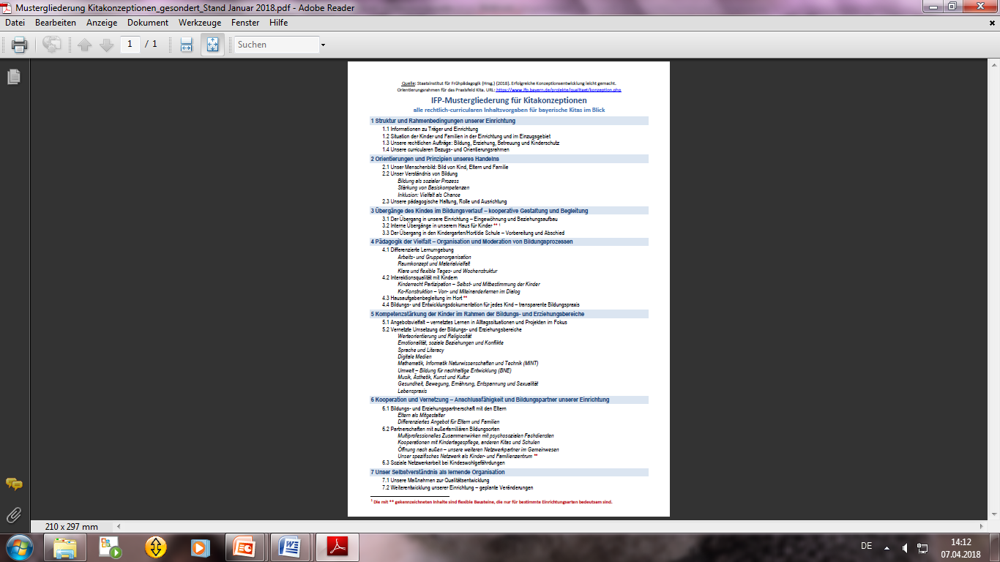 Mustergliederung Kitakonzeptionen_gesondert_Stand Januar 2018.pdf - Adobe Reader
Datei Bearbeiten Anzeige Dokument Werkzeuge Fenster Hilfe
1 / 1 Suchen
Quelle: Staatsinstitut für Frühpädagogik (Hrsg.) (2018). Erfolgreiche Konzeptionsentwicklung leicht gemacht.
Orientierungsrahmen für das Praxisfeld Kita. URL: https://www.ifp.bayern.de/projekte/qualitaet/konzeption.php
IFP-Mustergliederung für Kitakonzeptionen
alle rechtlich-curricularen Inhaltsvorgaben für bayerische Kitas im Blick
1 Struktur und Rahmenbedingungen unserer Einrichtung
1.1 Informationen zu Träger und Einrichtung
1.2 Situation der Kinder und Familien in der Einrichtung und im Einzugsgebiet
1.3 Unsere rechtlichen Aufträge: Bildung, Erziehung, Betreuung und Kinderschutz
1.4 Unsere curricularen Bezugs- und Orientierungsrahmen
2 Orientierungen und Prinzipien unseres Handelns
2.1 Unser Menschenbild: Bild von Kind, Eltern und Familie
2.2 Unser Verständnis von Bildung
Bildung als sozialer Prozess
Stärkung von Basiskompetenzen
Inklusion: Vielfalt als Chance
2.3 Unsere pädagogische Haltung, Rolle und Ausrichtung
3 Übergänge des Kindes im Bildungsverlauf – kooperative Gestaltung und Begleitung
3.1 Der Übergang in unsere Einrichtung – Eingewöhnung und Beziehungsaufbau
3.2 Interne Übergänge in unserem Haus für Kinder ** 1
3.3 Der Übergang in den Kindergarten/Hort/die Schule – Vorbereitung und Abschied
4 Pädagogik der Vielfalt – Organisation und Moderation von Bildungsprozessen
4.1 Differenzierte Lernumgebung
Arbeits- und Gruppenorganisation
Raumkonzept und Materialvielfalt
Klare und flexible Tages- und Wochenstruktur
4.2 Interaktionsqualität mit Kindern
Kinderrecht Partizipation – Selbst- und Mitbestimmung der Kinder
Ko-Konstruktion – Von- und Miteinanderlernen im Dialog
4.3 Hausaufgabenbegleitung im Hort **
4.4 Bildungs- und Entwicklungsdokumentation für jedes Kind – transparente Bildungspraxis
5 Kompetenzstärkung der Kinder im Rahmen der Bildungs- und Erziehungsbereiche
5.1 Angebotsvielfalt – vernetztes Lernen in Alltagssituationen und Projekten im Fokus
5.2 Vernetzte Umsetzung der Bildungs- und Erziehungsbereiche
Werteorientierung und Religiosität
Emotionalität, soziale Beziehungen und Konflikte
Sprache und Literacy
Digitale Medien
Mathematik, Informatik Naturwissenschaften und Technik (MINT)
Umwelt – Bildung für nachhaltige Entwicklung (BNE)
Musik, Ästhetik, Kunst und Kultur
Gesundheit, Bewegung, Ernährung, Entspannung und Sexualität
Lebenspraxis
6 Kooperation und Vernetzung – Anschlussfähigkeit und Bildungspartner unserer Einrichtung
6.1 Bildungs- und Erziehungspartnerschaft mit den Eltern
Eltern als Mitgestalter
Differenziertes Angebot für Eltern und Familien
6.2 Partnerschaften mit außerfamiliären Bildungsorten
Multiprofessionelles Zusammenwirken mit psychosozialen Fachdiensten
Kooperationen mit Kindertagespflege, anderen Kitas und Schulen
Öffnung nach außen – unsere weiteren Netzwerkpartner im Gemeinwesen
Unser spezifisches Netzwerk als Kinder- und Familienzentrum **
6.3 Soziale Netzwerkarbeit bei Kindeswohlgefährdungen
7 Unser Selbstverständnis als lernende Organisation
7.1 Unsere Maßnahmen zur Qualitätsentwicklung
7.2 Weiterentwicklung unserer Einrichtung – geplante Veränderungen
1 Die mit ** gekennzeichneten Inhalte sind flexible Bausteine, die nur für bestimmte Einrichtungsarten bedeutsam sind.
210 x 297 mm
DE 14:12
07.04.2018